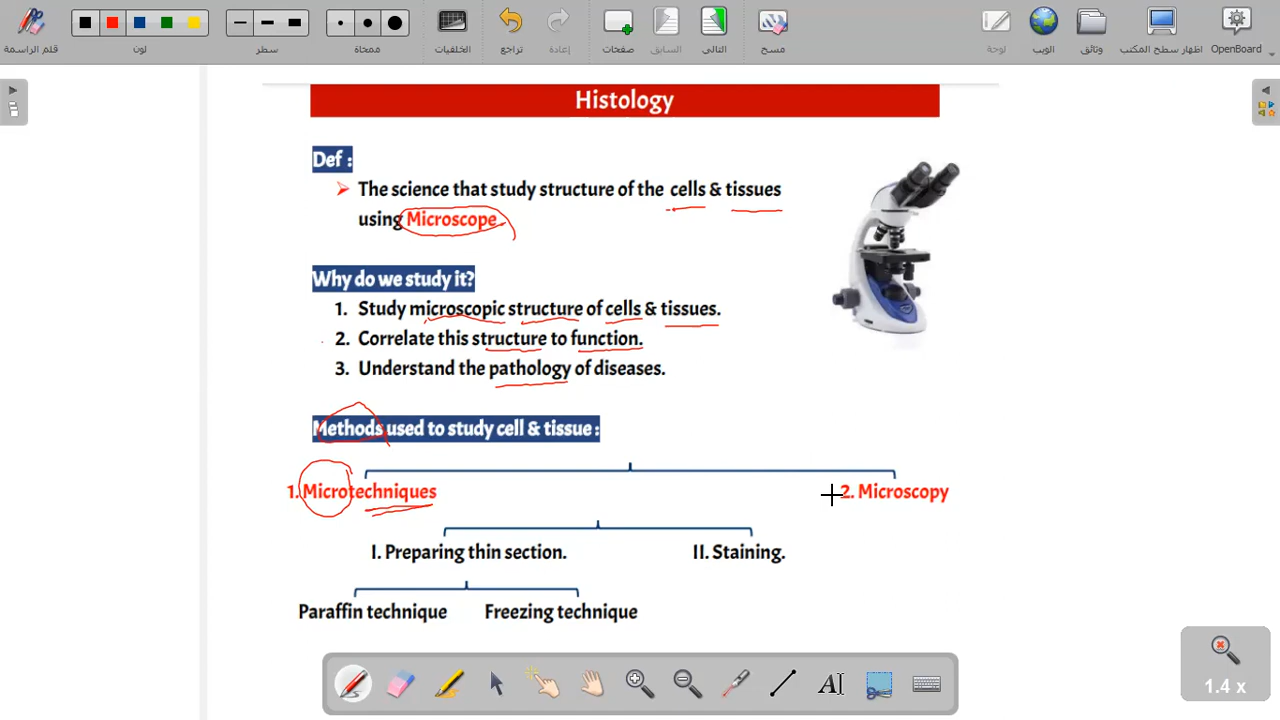 قلم الراسمة
لون
سطر
ممحاة
الخلفيات
تراجع
إعادة
صفحات
السابق
التالي
مسح
لوحة
الويب
وثائق
اظهار سطح المكتب
OpenBoard
Histology
Def :
The science that study structure of the cells & tissues
using Microscope.
Why do we study it?
1. Study microscopic structure of cells & tissues.
2. Correlate this structure to function.
3. Understand the pathology of diseases.
Methods used to study cell & tissue :
1. Microtechniques
2. Microscopy
I. Preparing thin section.
II. Staining.
Paraffin technique
Freezing technique
1.4 x